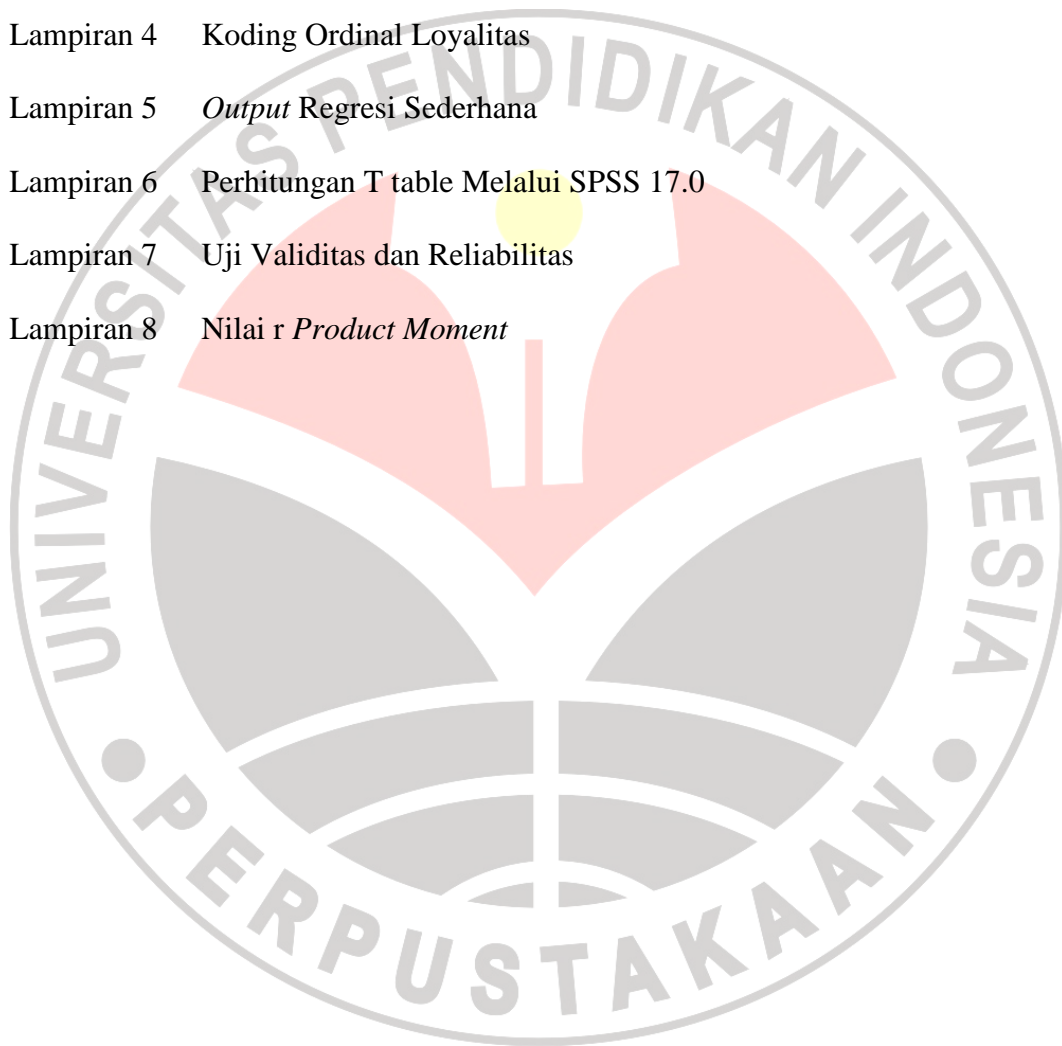 Lampiran 4 Koding Ordinal Loyalitas
Lampiran 5 Output Regresi Sederhana
Lampiran 6 Perhitungan T table Melalui SPSS 17.0
Lampiran 7 Uji Validitas dan Reliabilitas
Lampiran 8 Nilai r Product Moment
UNIVERSITAS PENDIDIKAN INDONESIA
PERPUSTAKAAN